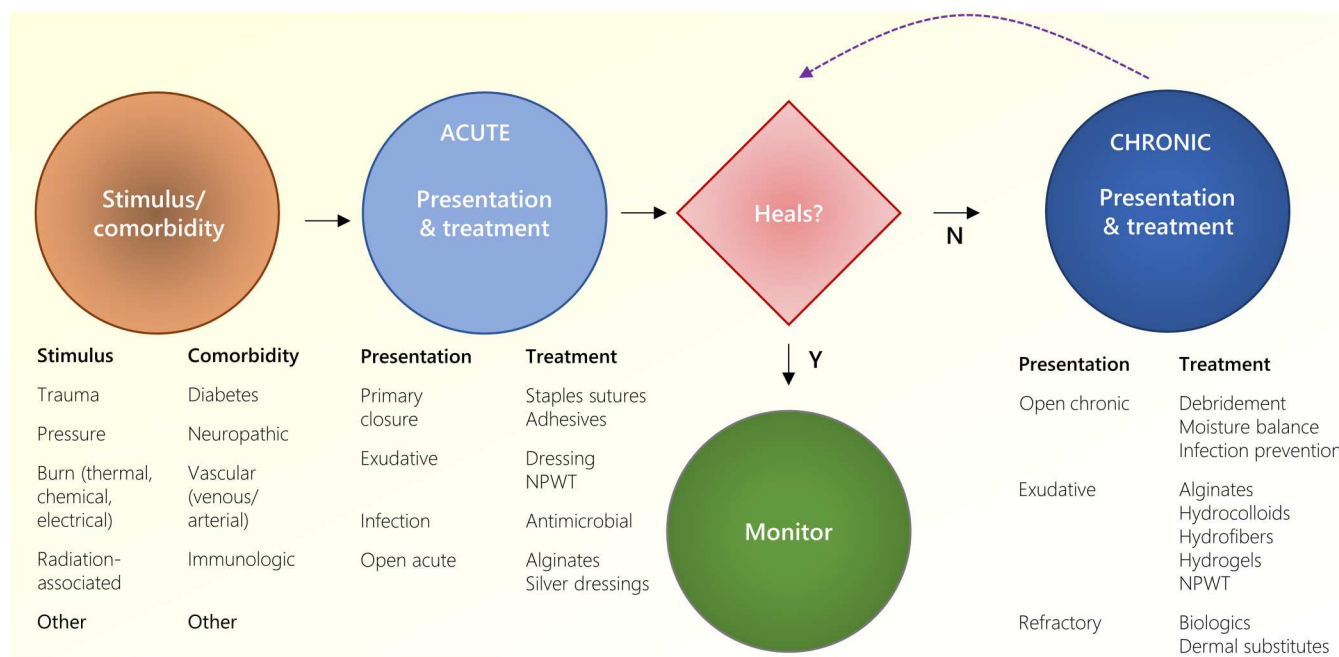 Stimulus/
comorbidity
ACUTE
Presentation
& treatment
Heals?
N
CHRONIC
Presentation
& treatment
Y
Monitor
Stimulus
Trauma
Pressure
Burn (thermal,
chemical,
electrical)
Radiation-
associated
Other
Comorbidity
Diabetes
Neuropathic
Vascular
(venous/
arterial)
Immunologic
Other
Presentation
Primary
closure
Exudative
Infection
Open acute
Treatment
Staples sutures
Adhesives
Dressing
NPWT
Antimicrobial
Alginates
Silver dressings
Presentation
Open chronic
Exudative
Refractory
Treatment
Debridement
Moisture balance
Infection prevention
Alginates
Hydrocolloids
Hydrofibers
Hydrogels
NPWT
Biologics
Dermal substitutes